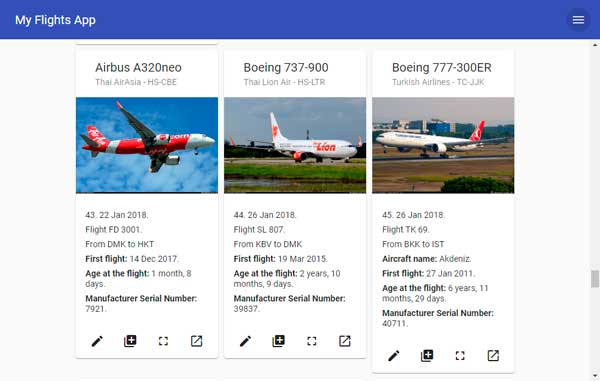 My Flights App
Airbus A320neo
Thai AirAsia - HS-CBE
43. 22 Jan 2018.
Flight FD 3001.
From DMK to HKT
First flight: 14 Dec 2017.
Age at the flight: 1 month, 8
days.
Manufacturer Serial Number:
7921.
Boeing 737-900
Thai Lion Air - HS-LTR
Lion
44. 26 Jan 2018.
Flight SL 807.
From KBV to DMK
First flight: 19 Mar 2015.
Age at the flight: 2 years, 10
months, 9 days.
Manufacturer Serial Number:
39837.
Boeing 777-300ER
Turkish Airlines - TC-JJK
45. 26 Jan 2018.
Flight TK 69.
From BKK to IST
Aircraft name: Akdeniz.
First flight: 27 Jan 2011.
Age at the flight: 6 years, 11
months, 29 days.
Manufacturer Serial Number:
40711.